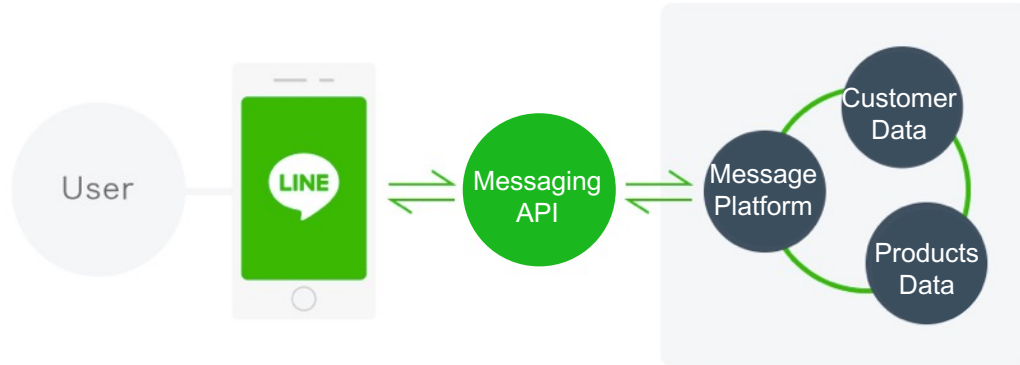 User
LINE
Messaging
API
Message
Platform
Customer
Data
Products
Data